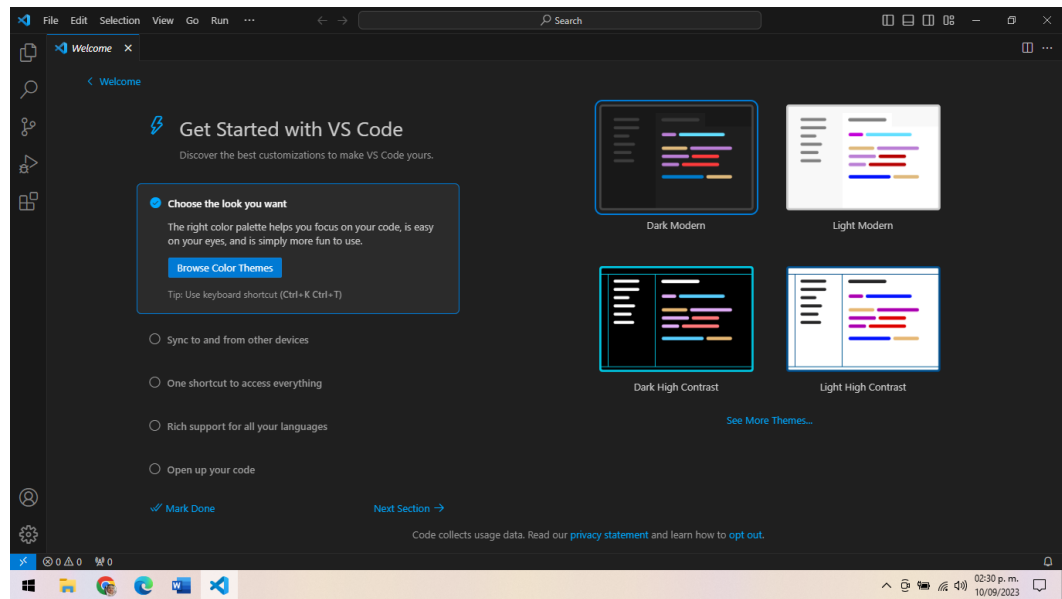 File Edit Selection View Go Run ···
Search
Welcome
Welcome
Get Started with VS Code
Discover the best customizations to make VS Code yours.
Choose the look you want
The right color palette helps you focus on your code, is easy
on your eyes, and is simply more fun to use.
Browse Color Themes
Tip: Use keyboard shortcut (Ctrl+K Ctrl+T)
Sync to and from other devices
One shortcut to access everything
Rich support for all your languages
Open up your code
Mark Done
Next Section
Dark Modern
Light Modern
Dark High Contrast
Light High Contrast
See More Themes...
Code collects usage data. Read our privacy statement and learn how to opt out.
0 0 0
02:30 p. m.
10/09/2023